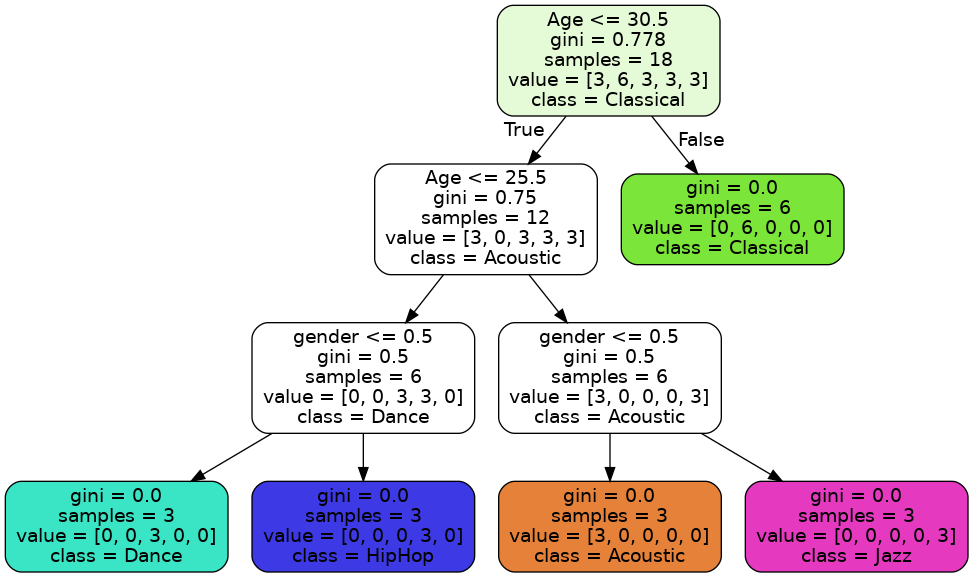 Age <= 30.5
gini = 0.778
samples = 18
value = [3, 6, 3, 3, 3]
class = Classical
True
False
Age <= 25.5
gini = 0.75
samples = 12
value = [3, 0, 3, 3, 3]
class = Acoustic
gini = 0.0
samples = 6
value = [0, 6, 0, 0, 0]
class = Classical
gender <= 0.5
gini = 0.5
samples = 6
value = [0, 0, 3, 3, 0]
class = Dance
gender <= 0.5
gini = 0.5
samples = 6
value = [3, 0, 0, 0, 3]
class = Acoustic
gini = 0.0
samples = 3
value = [0, 0, 3, 0, 0]
class = Dance
gini = 0.0
samples = 3
value = [0, 0, 0, 3, 0]
class = HipHop
gini = 0.0
samples = 3
value = [3, 0, 0, 0, 0]
class = Acoustic
gini = 0.0
samples = 3
value = [0, 0, 0, 0, 3]
class = Jazz